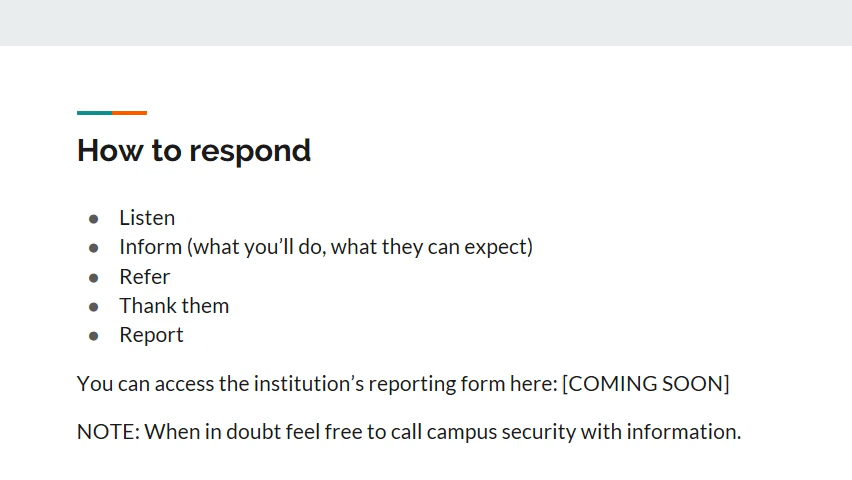 How to respond
● Listen
● Inform (what you’ll do, what they can expect)
● Refer
● Thank them
● Report
You can access the institution’s reporting form here: [COMING SOON]
NOTE: When in doubt feel free to call campus security with information.